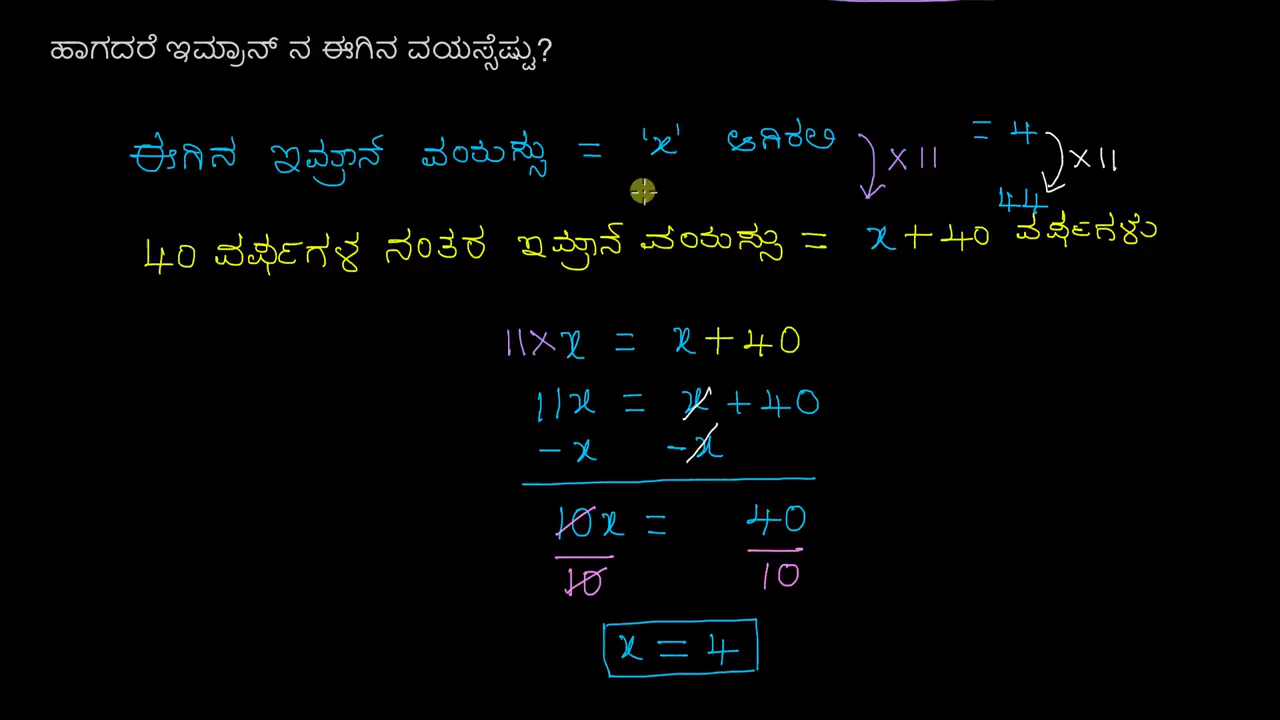 ಹಾಗದರೆ ಇಮ್ರಾನ್ ನ ಈಗಿನ ವಯಸ್ಸೆಷ್ಟು?
ಈಗಿನ ಇಮ್ರಾನ್ ವಯಸ್ಸು = 'x' ಆಗಿರಲಿ ×11 = 4 ×11
44
40 ವರ್ಷಗಳ ನಂತರ ಇಮ್ರಾನ್ ವಯಸ್ಸು = x + 40 ವರ್ಷಗಳು
11×x = x + 40
11x = x + 40
- x - x
10x = 40
10 10
x = 4